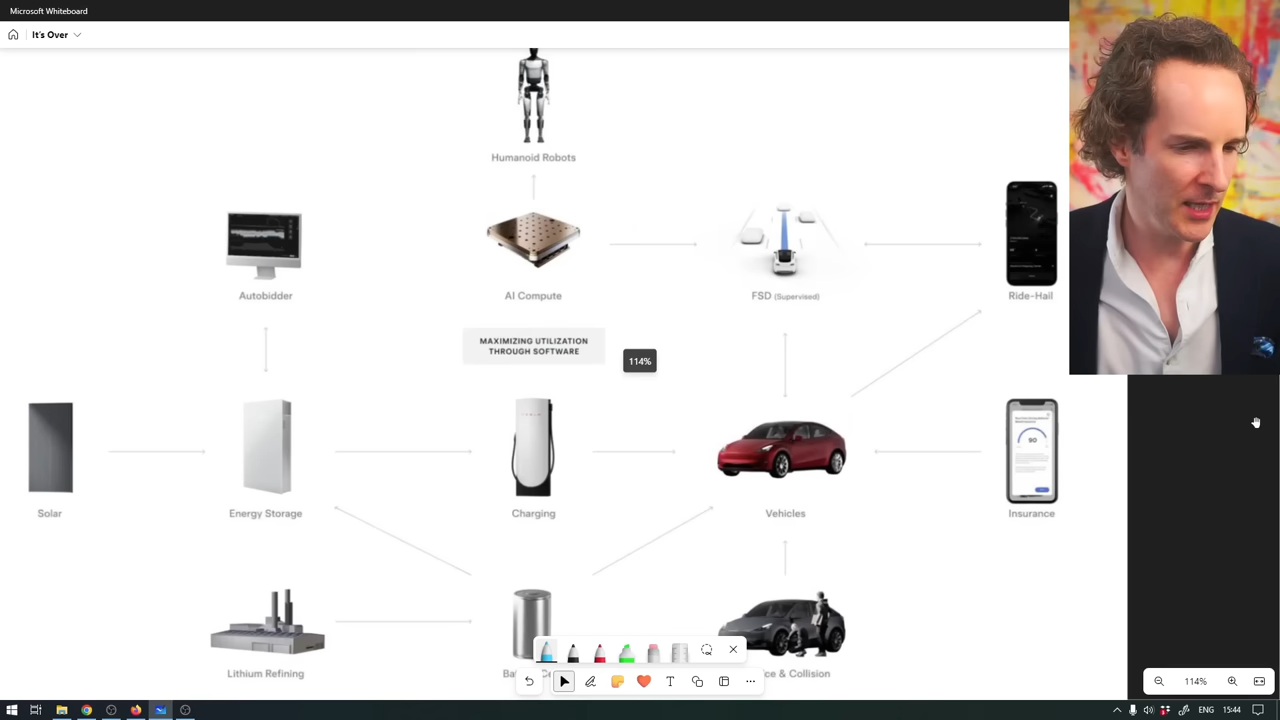 Microsoft Whiteboard
It's Over
Humanoid Robots
Autobidder
AI Compute
FSD (Supervised)
Ride-Hail
MAXIMIZING UTILIZATION
THROUGH SOFTWARE
114%
90
Solar
Energy Storage
Charging
Vehicles
Insurance
Lithium Refining
& Collision
114%
ENG
15:44